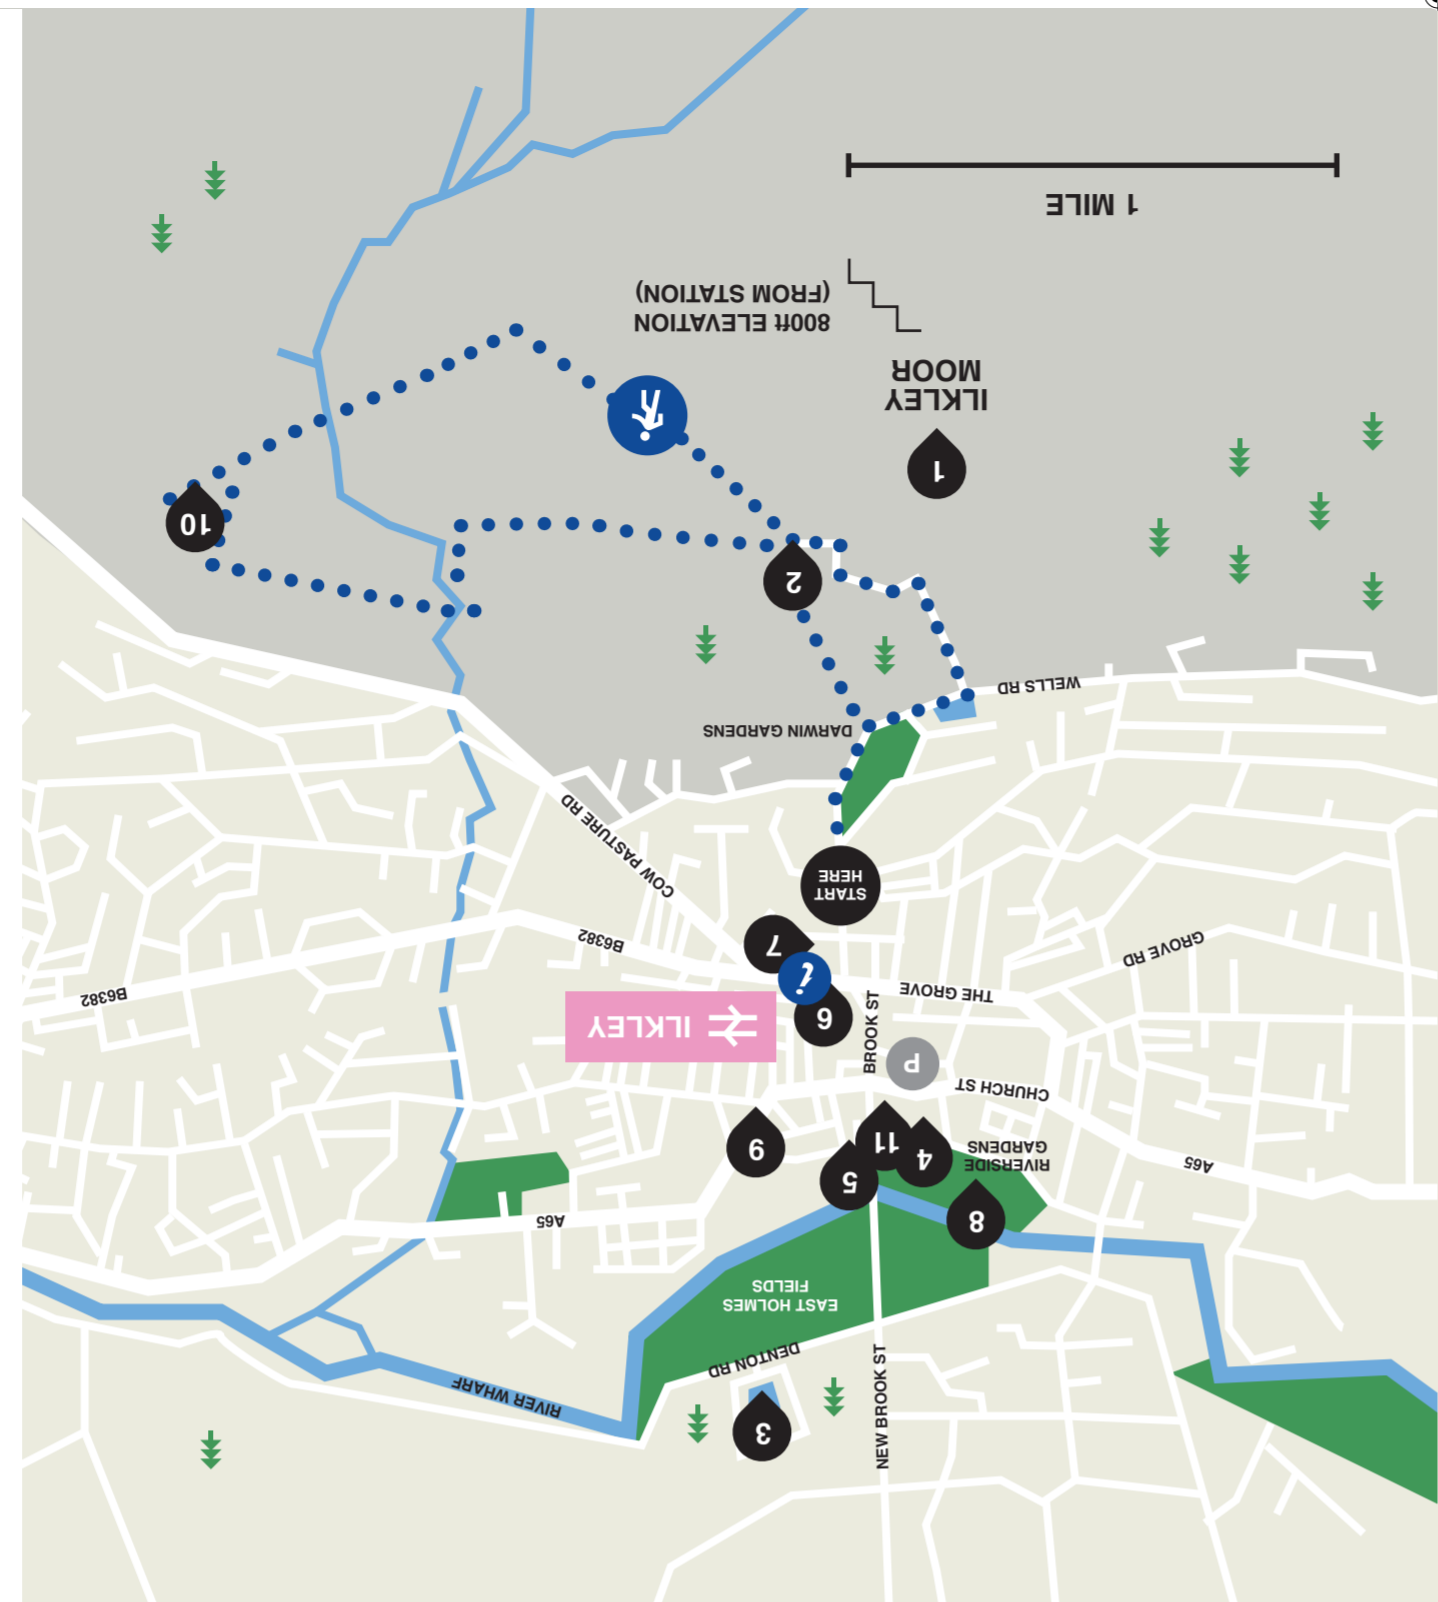 3
NEW BROOK ST
DENTON RD
RIVER WHARF
EAST HOLMES
FIELDS
8
5
A65
4
11
9
A65
RIVERSIDE
GARDENS
CHURCH ST
P
BROOK ST
ILKLEY
6
i
7
THE GROVE
GROVE RD
B6382
B6382
START
HERE
COW PASTURE RD
DARWIN GARDENS
WELLS RD
2
10
1
ILKLEY
MOOR
800ft ELEVATION
(FROM STATION)
1 MILE